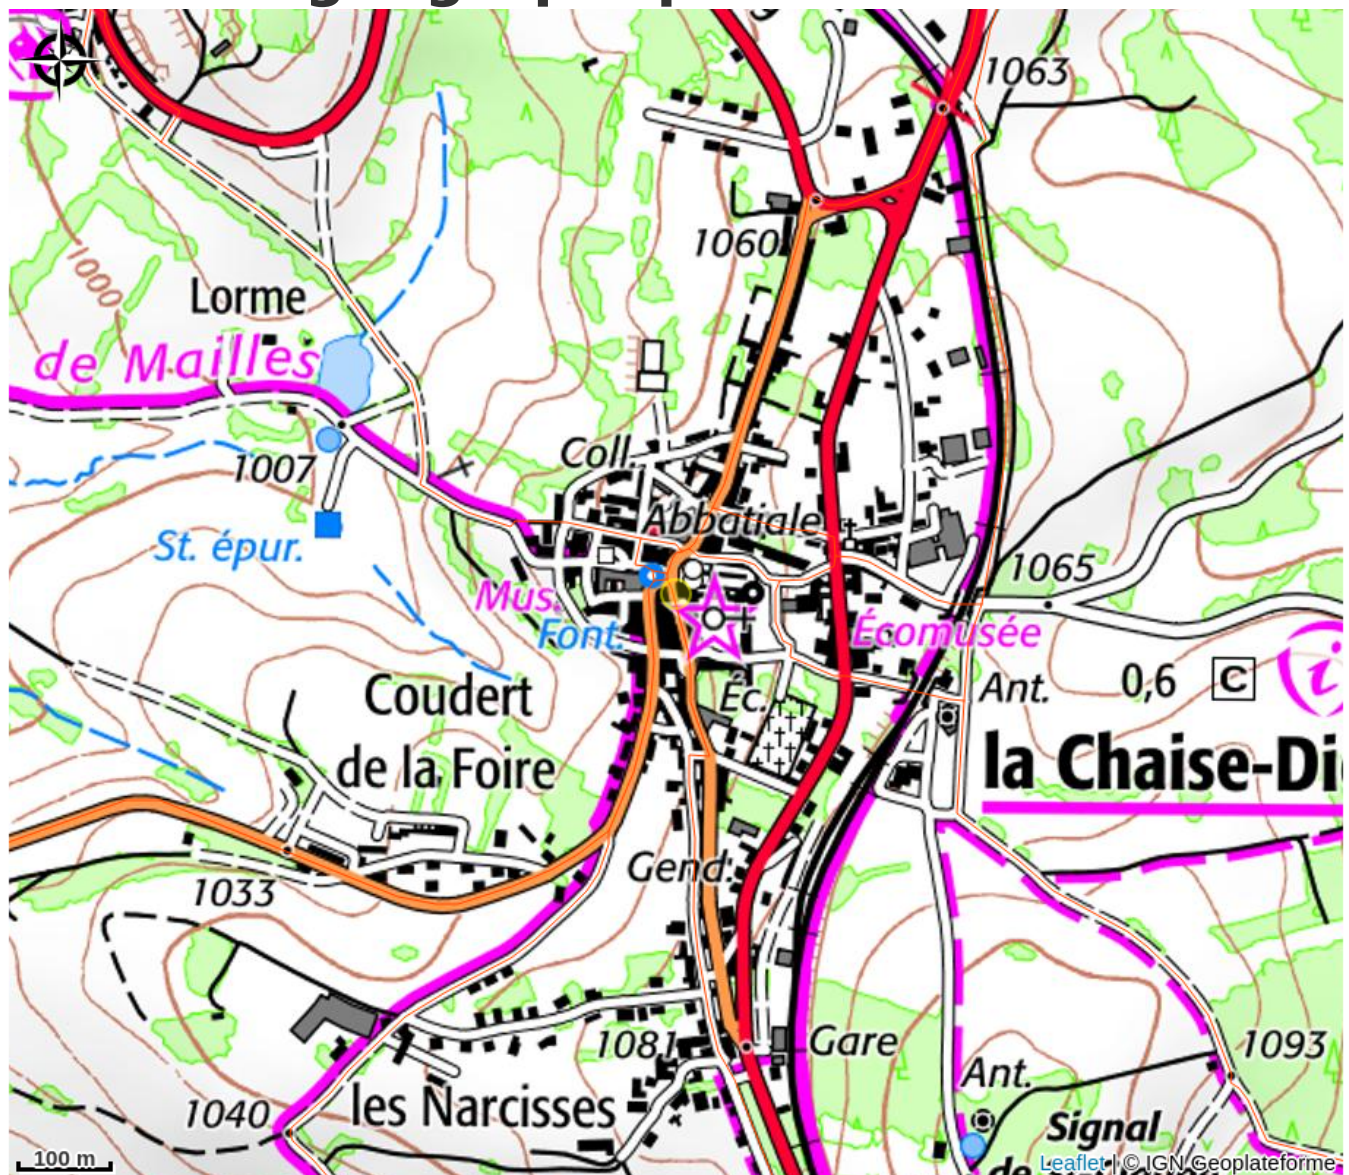 1063
1060
1000
Lorme
de Mailles
Coll.
1007
Abbatiale
St. épur.
1065
Mus.
Font.
Écomusée
Éc.
Ant.
0,6 C
i
Coudert
de la Foire
la Chaise-Di
Gend.
1033
1081
Gare
1093
Ant.
les Narcisses
1040
Signal
de
100 m
Leaflet | © IGN Geoplateforme